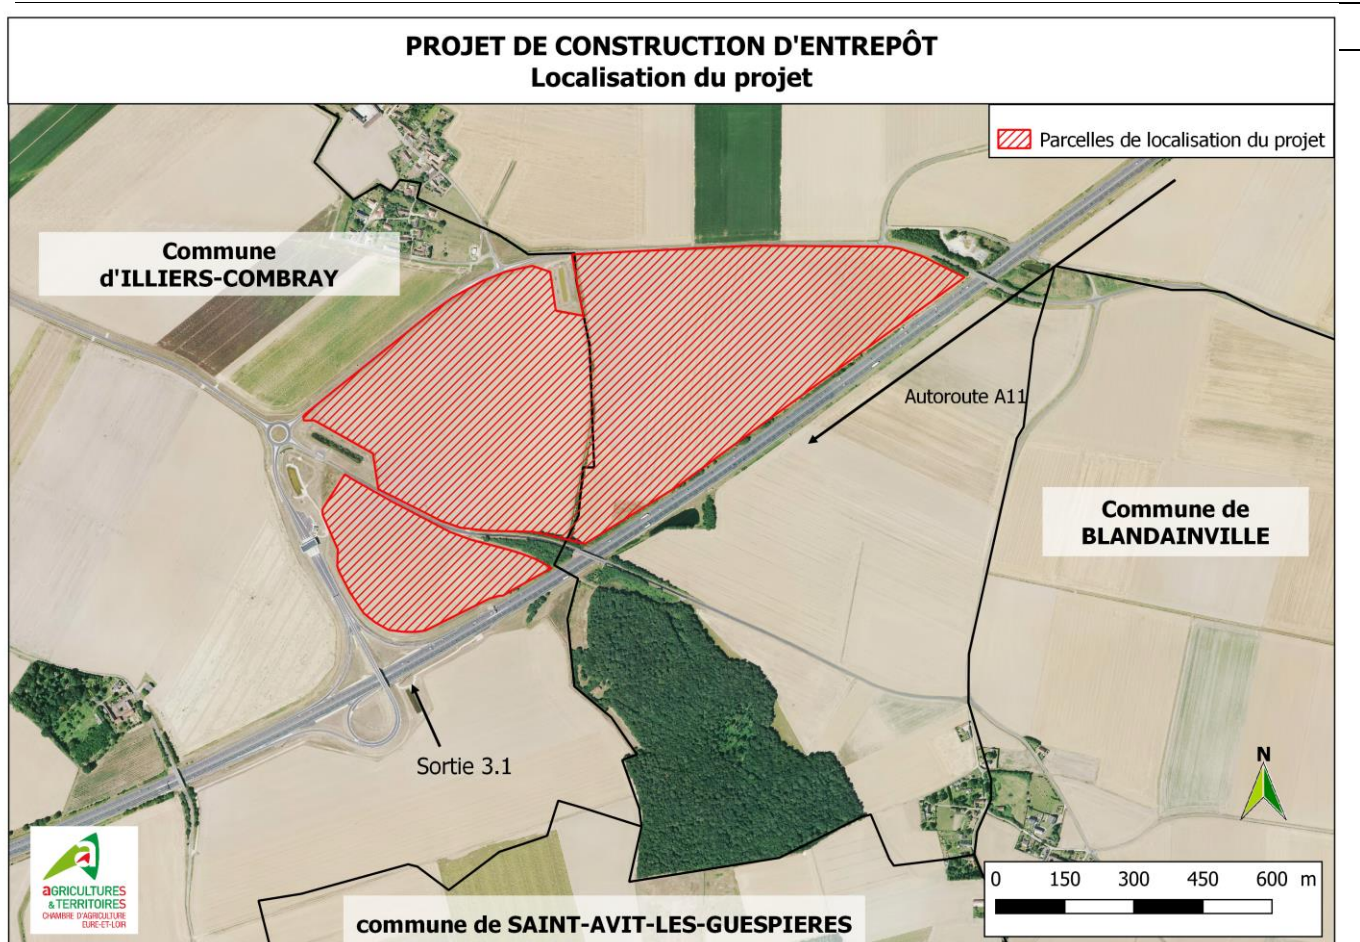 PROJET DE CONSTRUCTION D'ENTREPÔT
Localisation du projet
Parcelles de localisation du projet
Commune
d'ILLIERS-COMBRAY
Autoroute A11
Commune de
BLANDAINVILLE
Sortie 3.1
N
aGRICULTURES
& TERRITOIRES
CHAMBRE D'AGRICULTURE
EURE-ET-LOIR
0 150 300 450 600 m
commune de SAINT-AVIT-LES-GUESPIERES